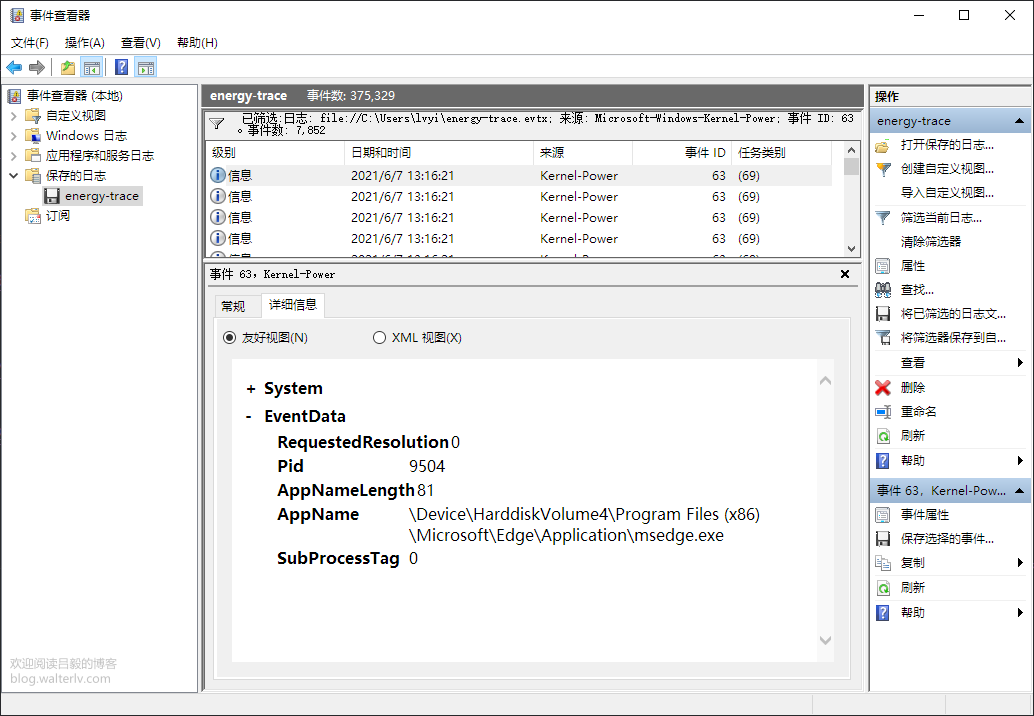 事件查看器
文件(F) 操作(A) 查看(V) 帮助(H)
事件查看器 (本地)
自定义视图
Windows 日志
应用程序和服务日志
保存的日志
energy-trace
订阅
energy-trace 事件数: 375,329
已筛选:日志: file://C:\Users\lvyi\energy-trace.evtx; 来源: Microsoft-Windows-Kernel-Power; 事件 ID: 63
。事件数: 7,852
级别 日期和时间 来源 事件 ID 任务类别
信息 2021/6/7 13:16:21 Kernel-Power 63 (69)
信息 2021/6/7 13:16:21 Kernel-Power 63 (69)
信息 2021/6/7 13:16:21 Kernel-Power 63 (69)
信息 2021/6/7 13:16:21 Kernel-Power 63 (69)
事件 63，Kernel-Power
常规 详细信息
友好视图(N) XML 视图(X)
+ System
- EventData
RequestedResolution 0
Pid 9504
AppNameLength 81
AppName \Device\HarddiskVolume4\Program Files (x86)
\Microsoft\Edge\Application\msedge.exe
SubProcessTag 0
操作
energy-trace
打开保存的日志...
创建自定义视图...
导入自定义视图...
筛选当前日志...
清除筛选器
属性
查找...
将已筛选的日志文...
将筛选器保存到自...
查看
删除
重命名
刷新
帮助
事件 63，Kernel-Pow...
事件属性
保存选择的事件...
复制
刷新
帮助
欢迎阅读吕毅的博客
blog.walterlv.com